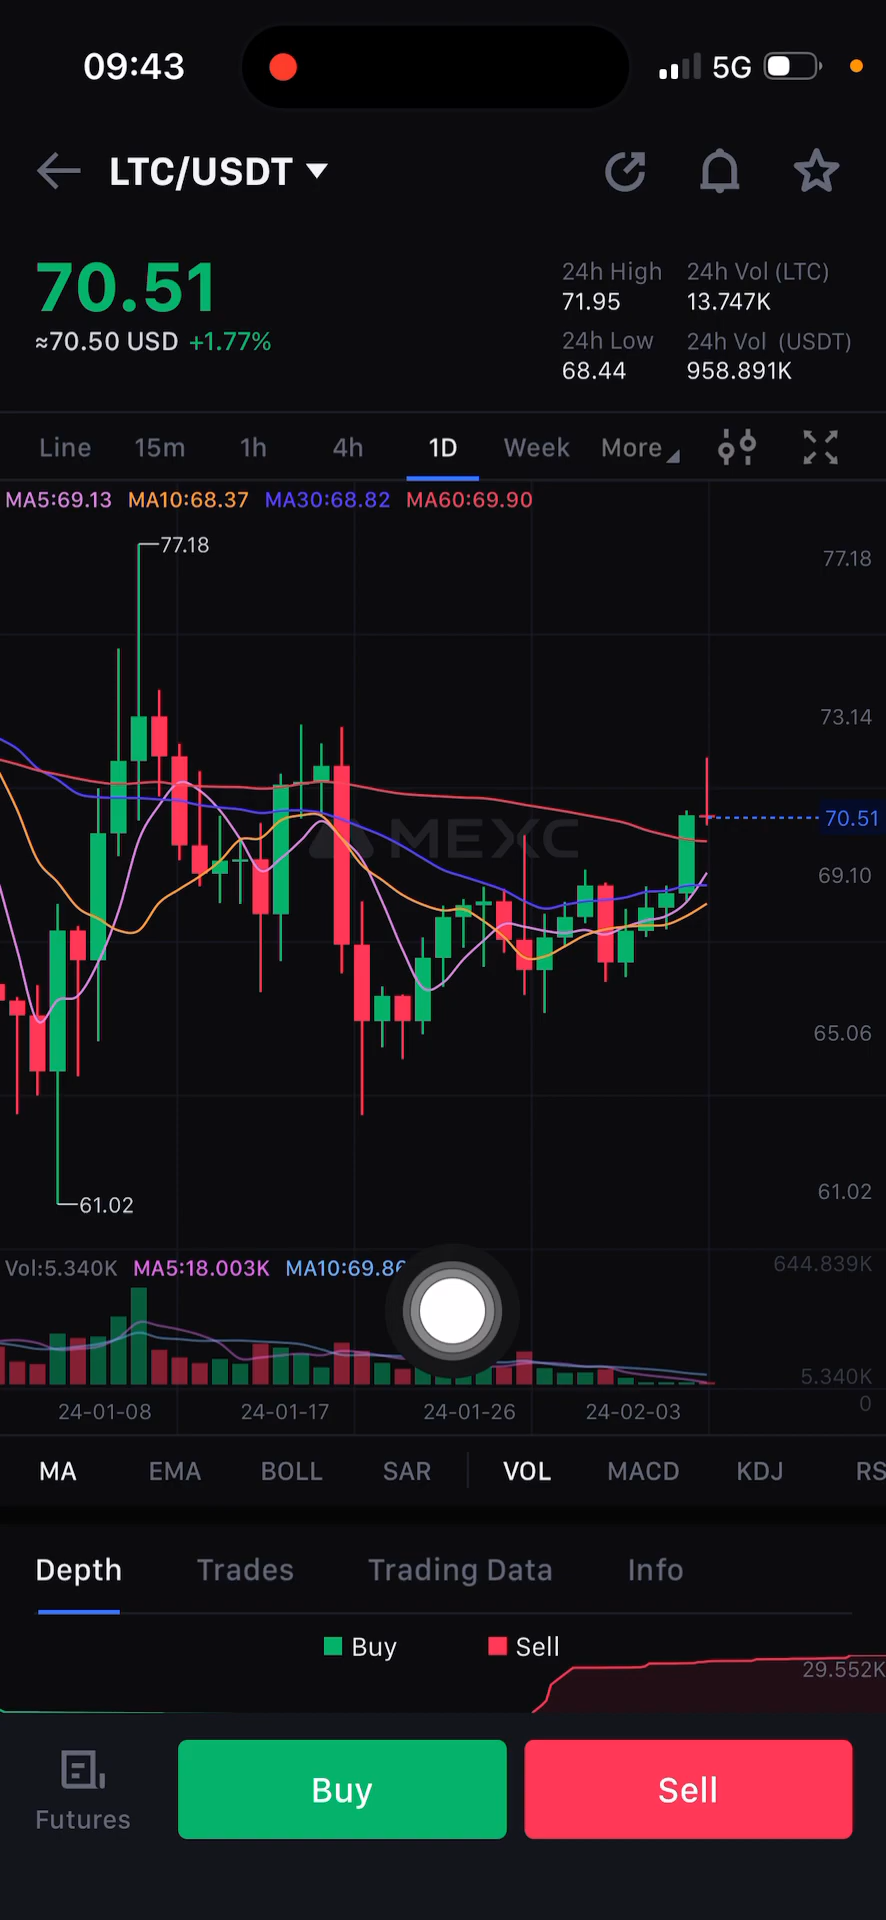 09:43
5G
LTC/USDT
70.51
≈70.50 USD +1.77%
24h High
71.95
24h Vol (LTC)
13.747K
24h Low
68.44
24h Vol (USDT)
958.891K
Line 15m 1h 4h 1D Week More
MA5:69.13 MA10:68.37 MA30:68.82 MA60:69.90
77.18
77.18
73.14
MEXC
70.51
69.10
65.06
61.02
61.02
Vol:5.340K MA5:18.003K MA10:69.86
644.839K
5.340K
0
24-01-08 24-01-17 24-01-26 24-02-03
MA EMA BOLL SAR VOL MACD KDJ RS
Depth Trades Trading Data Info
Buy Sell
29.552K
Futures
Buy
Sell